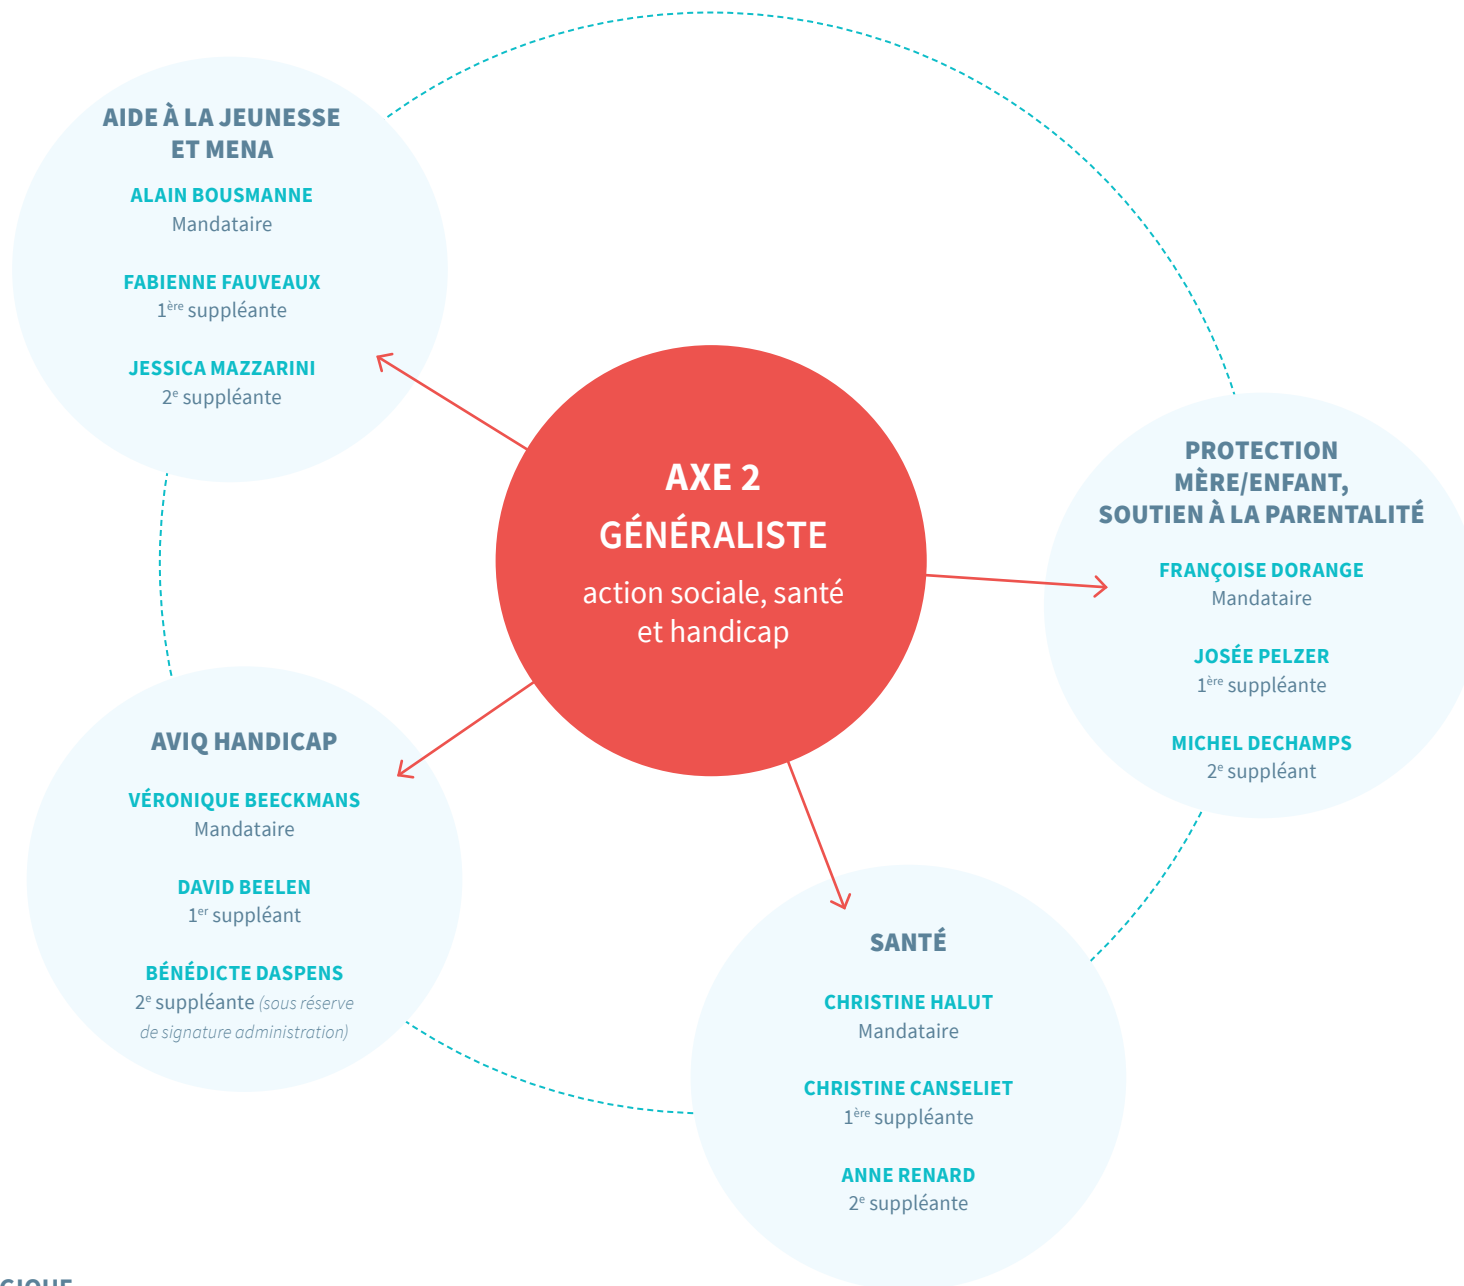 AIDE À LA JEUNESSE
ET MENA
ALAIN BOUSMANNE
Mandataire
FABIENNE FAUVEAUX
1ère suppléante
JESSICA MAZZARINI
2e suppléante
AXE 2
GÉNÉRALISTE
action sociale, santé
et handicap
PROTECTION
MÈRE/ENFANT,
SOUTIEN À LA PARENTALITÉ
FRANÇOISE DORANGE
Mandataire
JOSÉE PELZER
1ère suppléante
MICHEL DECHAMPS
2e suppléant
AVIQ HANDICAP
VÉRONIQUE BEECKMANS
Mandataire
DAVID BEELEN
1er suppléant
BÉNÉDICTE DASPENS
2e suppléante (sous réserve
de signature administration)
SANTÉ
CHRISTINE HALUT
Mandataire
CHRISTINE CANSELIET
1ère suppléante
ANNE RENARD
2e suppléante